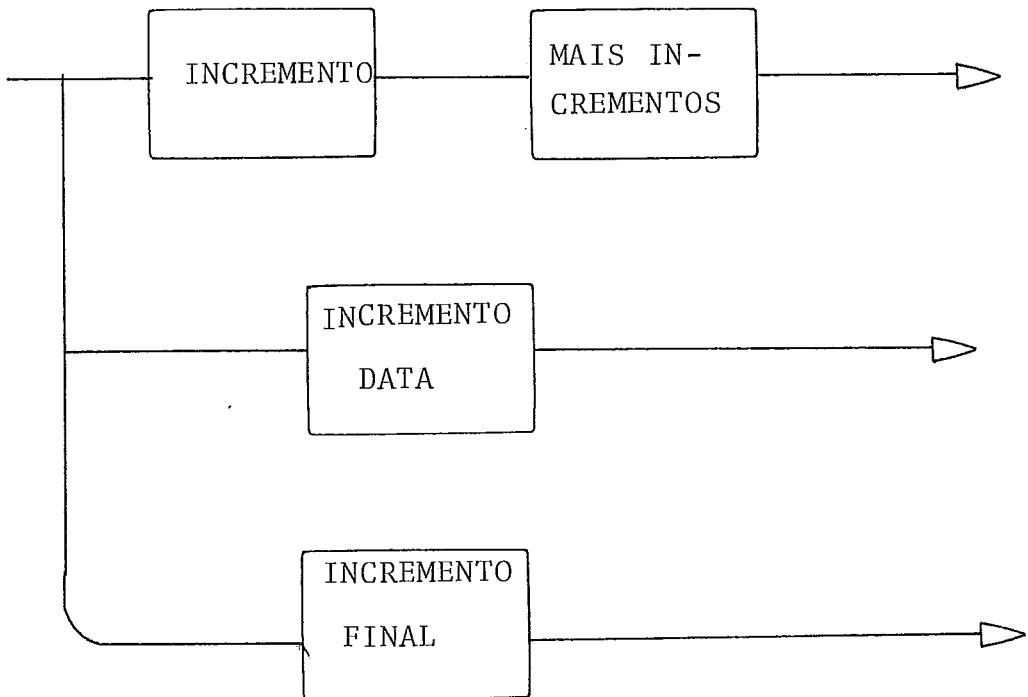 INCREMENTO
MAIS IN-
CREMENTOS
INCREMENTO
DATA
INCREMENTO
FINAL